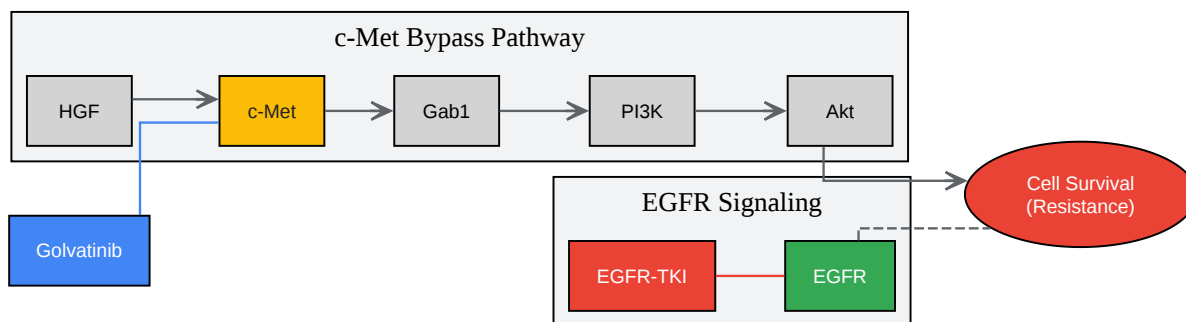 c-Met Bypass Pathway
HGF
c-Met
Gab1
PI3K
Akt
Cell Survival
(Resistance)
EGFR Signaling
Golvatinib
EGFR-TKI
EGFR